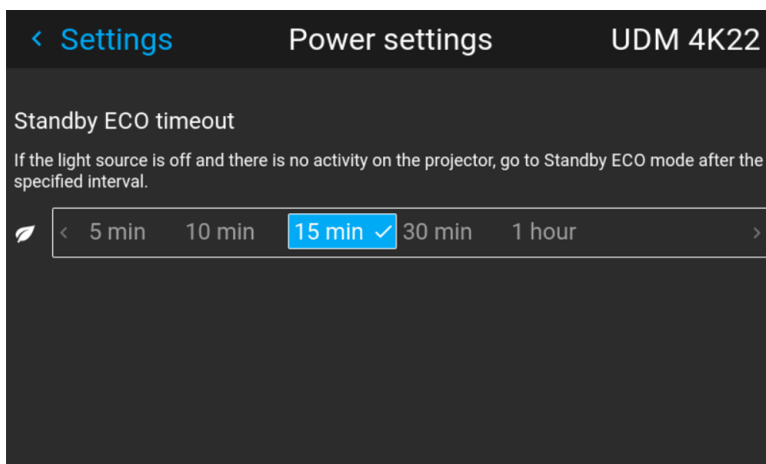 Settings Power settings UDM 4K22
Standby ECO timeout
If the light source is off and there is no activity on the projector, go to Standby ECO mode after the
specified interval.
5 min 10 min 15 min 30 min 1 hour